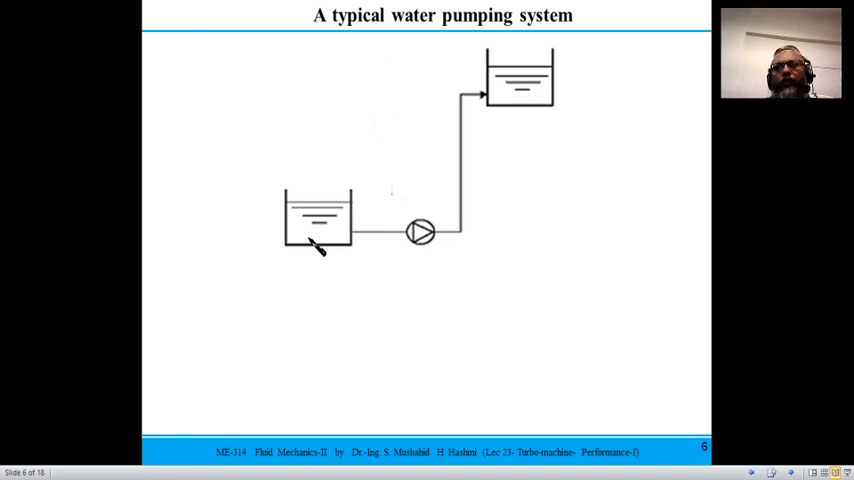 A typical water pumping system
6
ME-314 Fluid Mechanics-II by Dr.-Ing. S. Mushahid H Hashmi (Lec 23- Turbo-machine- Performance-I)
Slide 6 of 18